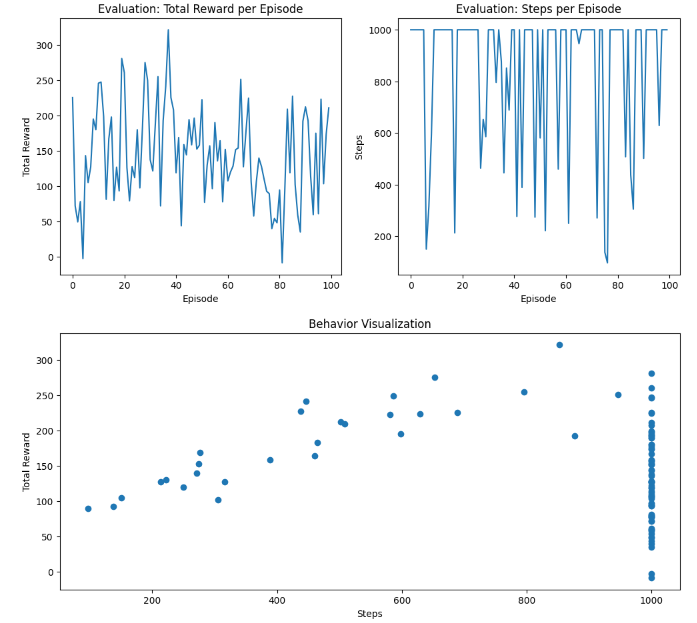 Evaluation: Total Reward per Episode
Total Reward
300
250
200
150
100
50
0
0 20 40 60 80 100
Episode
Evaluation: Steps per Episode
Steps
1000
800
600
400
200
0 20 40 60 80 100
Episode
Behavior Visualization
Total Reward
300
250
200
150
100
50
0
200 400 600 800 1000
Steps